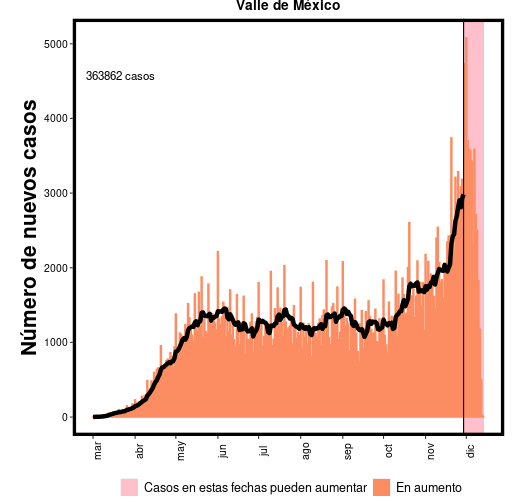 Valle de México
363862 casos
Número de nuevos casos
5000
4000
3000
2000
1000
0
mar
abr
may
jun
jul
ago
sep
oct
nov
dic
Casos en estas fechas pueden aumentar
En aumento